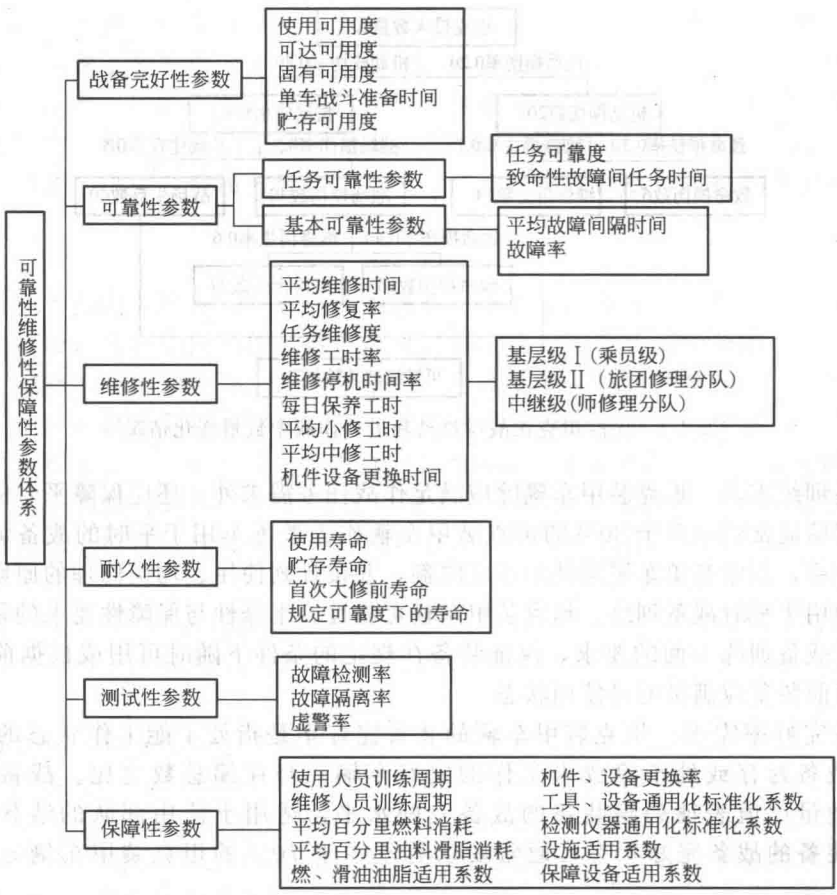 可靠性维修性保障性参数体系
战备完好性参数
使用可用度
可达可用度
固有可用度
单车战斗准备时间
贮存可用度
可靠性参数
任务可靠性参数
任务可靠度
致命性故障间任务时间
基本可靠性参数
平均故障间隔时间
故障率
维修性参数
平均维修时间
平均修复率
任务维修度
维修工时率
维修停机时间率
每日保养工时
平均小修工时
平均中修工时
机件设备更换时间
基层级Ⅰ(乘员级)
基层级Ⅱ（旅团修理分队）
中继级(师修理分队)
耐久性参数
使用寿命
贮存寿命
首次大修前寿命
规定可靠度下的寿命
测试性参数
故障检测率
故障隔离率
虚警率
保障性参数
使用人员训练周期
维修人员训练周期
平均百分里燃料消耗
平均百分里油料滑脂消耗
燃、滑油油脂适用系数
机件、设备更换率
工具、设备通用化标准化系数
检测仪器通用化标准化系数
设施适用系数
保障设备适用系数